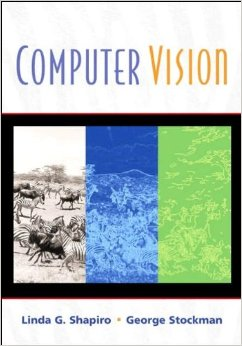 COMPUTER VISION
Linda G. Shapiro • George Stockman